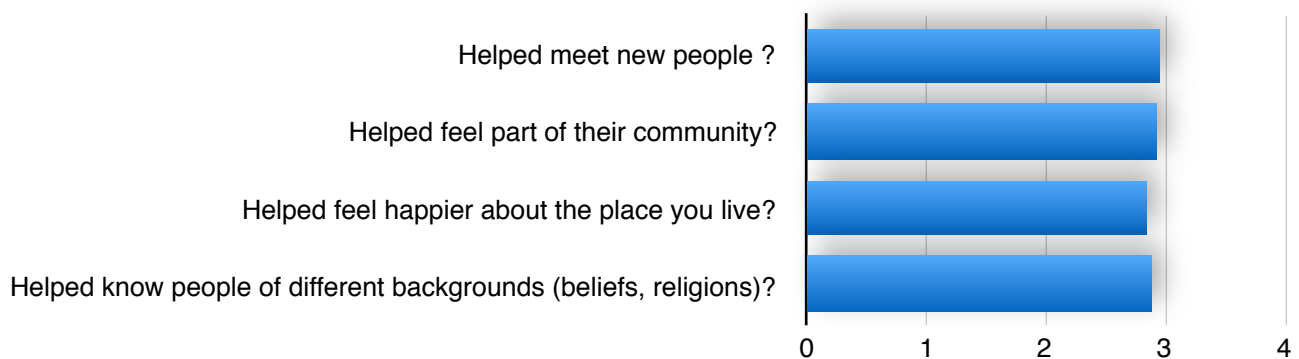 Helped meet new people ?
Helped feel part of their community?
Helped feel happier about the place you live?
Helped know people of different backgrounds (beliefs, religions)?
0 1 2 3 4